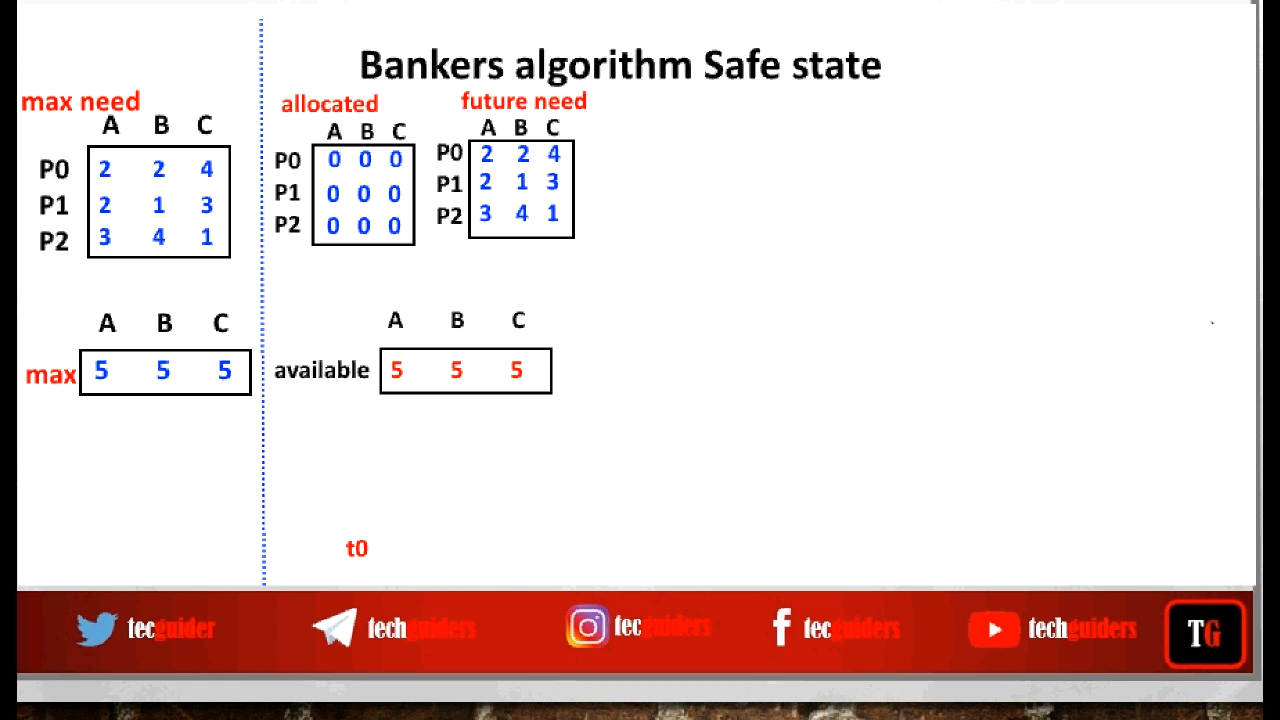 Bankers algorithm Safe state
max need
A B C
P0 2 2 4
P1 2 1 3
P2 3 4 1
A B C
max 5 5 5
allocated
A B C
P0 0 0 0
P1 0 0 0
P2 0 0 0
future need
A B C
P0 2 2 4
P1 2 1 3
P2 3 4 1
A B C
available 5 5 5
t0
tecguider
techguiders
tecguiders
tecguiders
techguiders
TG